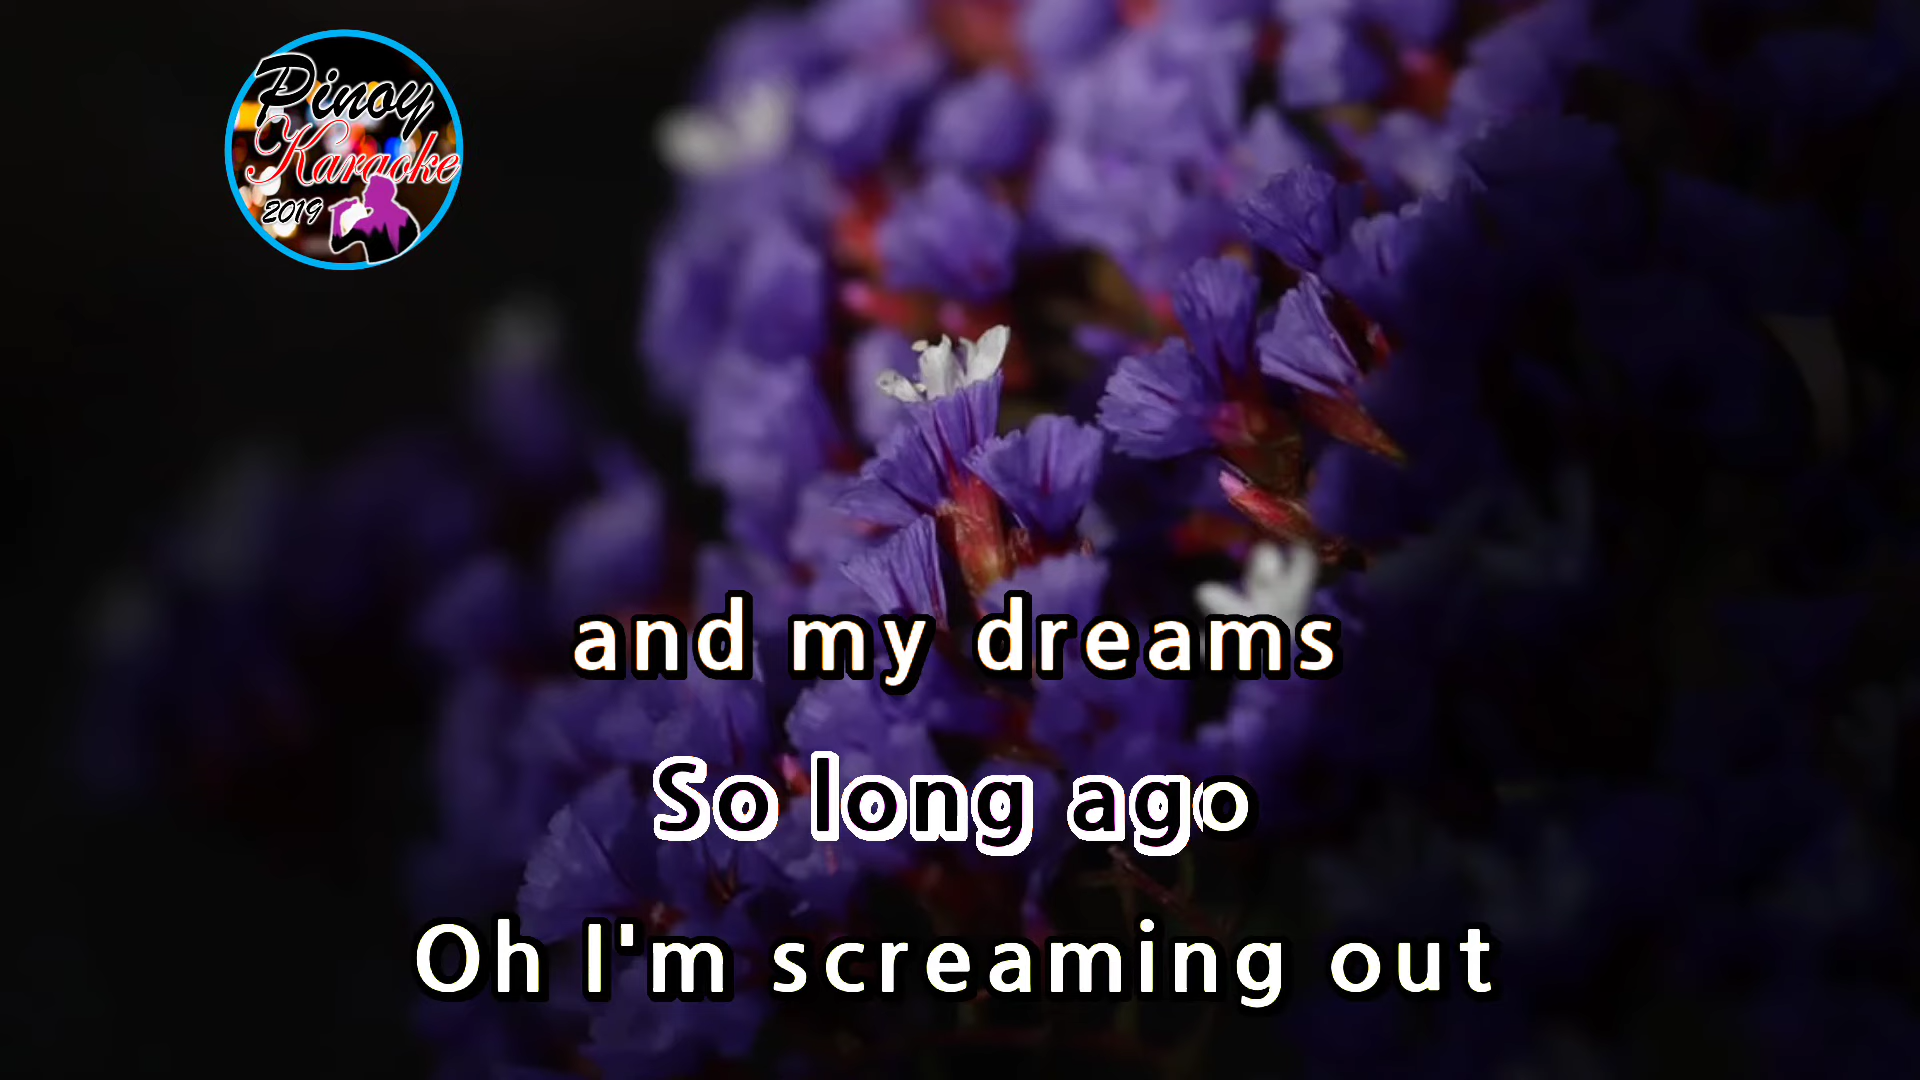 Pinoy
Karaoke
2019
and my dreams
So long ago
Oh I'm screaming out